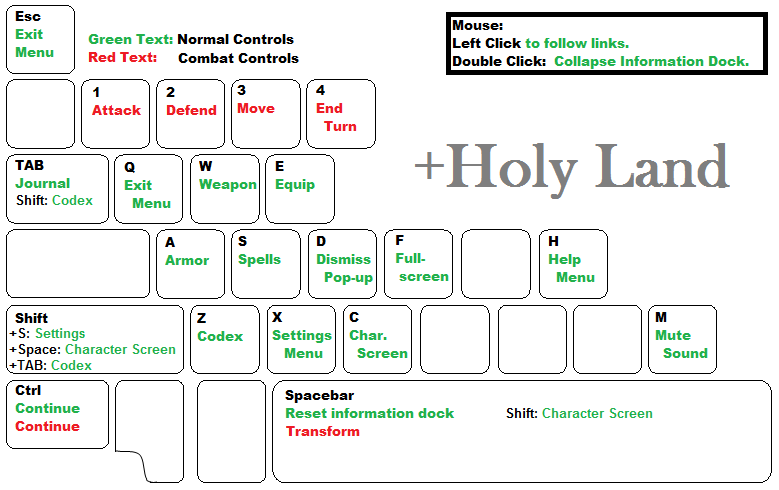 Esc
Exit
Menu
Green Text: Normal Controls
Red Text: Combat Controls
Mouse:
Left Click to follow links.
Double Click: Collapse Information Dock.
1
Attack
2
Defend
3
Move
4
End
Turn
+Holy Land
TAB
Journal
Shift: Codex
Q
Exit
Menu
W
Weapon
E
Equip
A
Armor
S
Spells
D
Dismiss
Pop-up
F
Full-
screen
H
Help
Menu
Shift
+S: Settings
+Space: Character Screen
+TAB: Codex
Z
Codex
X
Settings
Menu
C
Char.
Screen
M
Mute
Sound
Ctrl
Continue
Continue
Spacebar
Reset information dock Shift: Character Screen
Transform